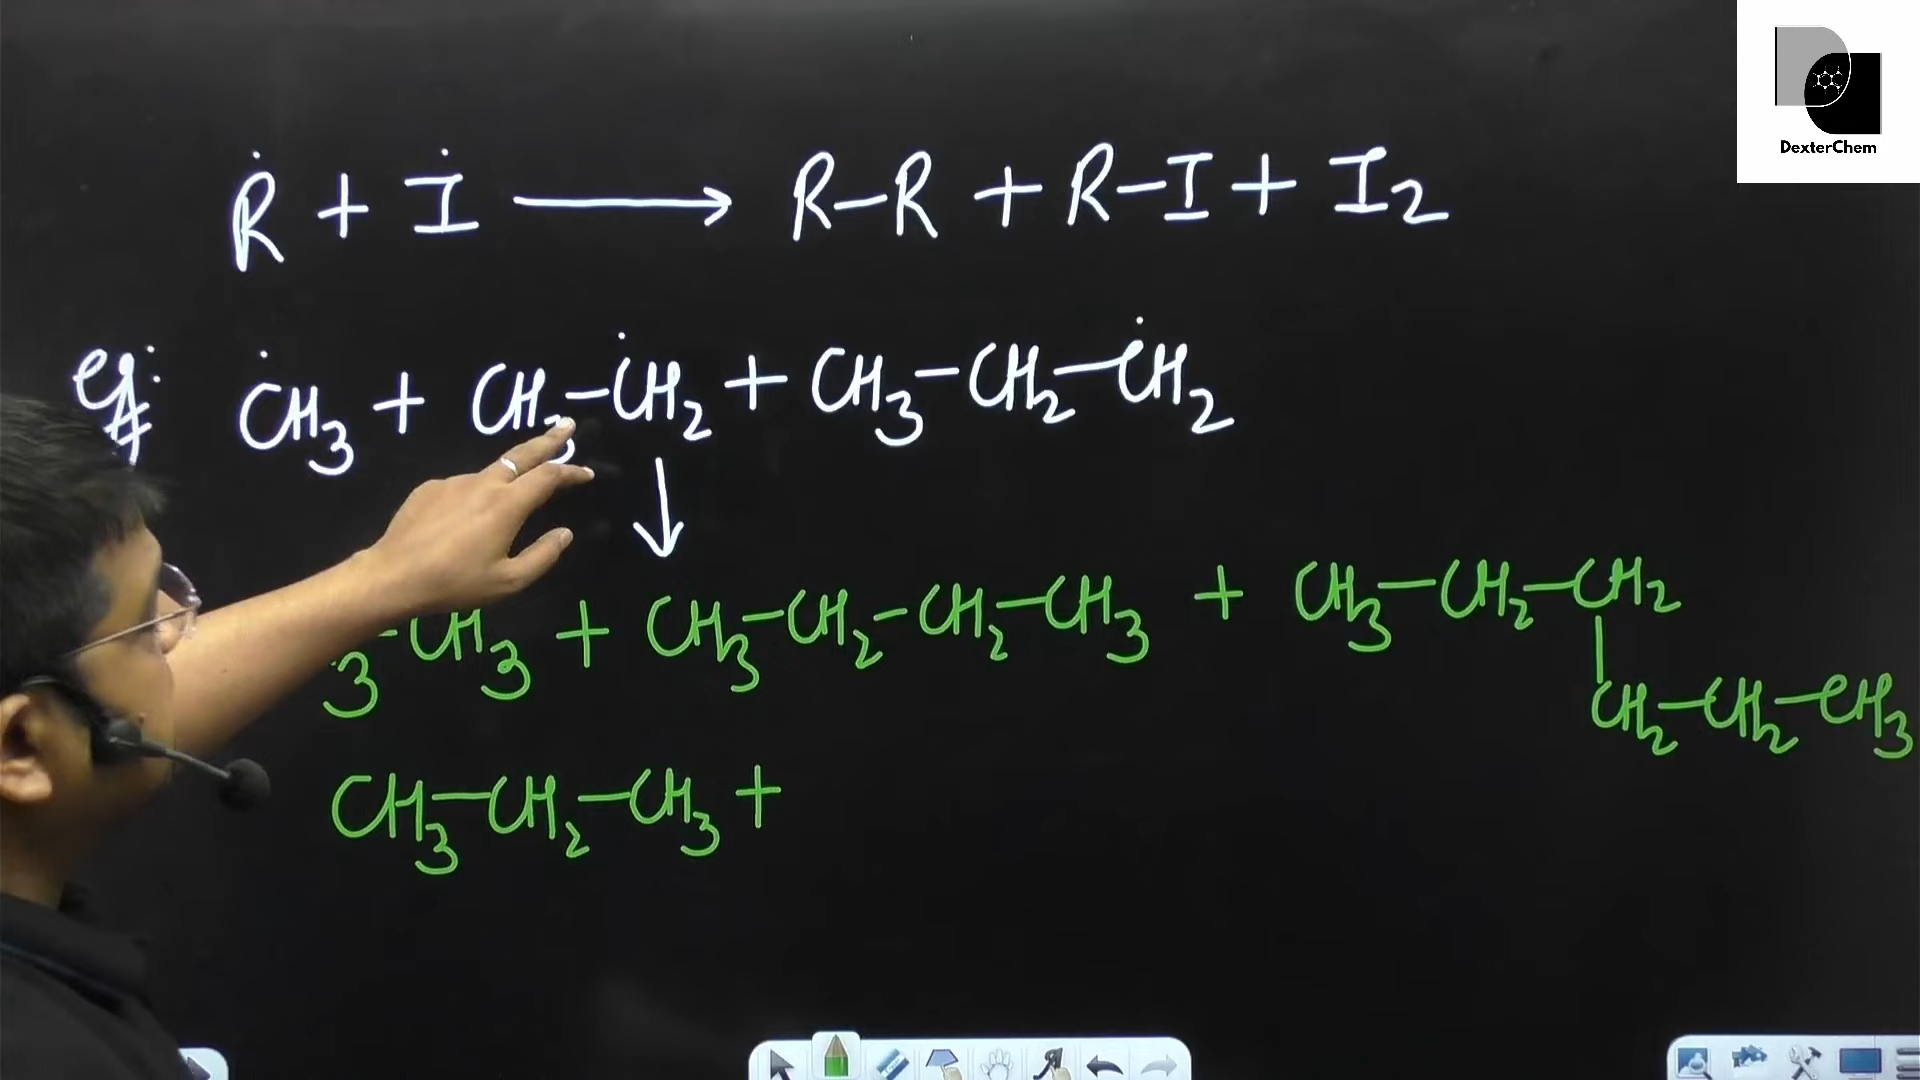 DexterChem
Ṙ + İ ⟶ R–R + R–I + I₂
eg: ĊH₃ + CH₃–ĊH₂ + CH₃–CH₂–ĊH₂
↓
₃–CH₃ + CH₃–CH₂–CH₂–CH₃ + CH₃–CH₂–CH₂
|
CH₂–CH₂–CH₃
CH₃–CH₂–CH₃ +